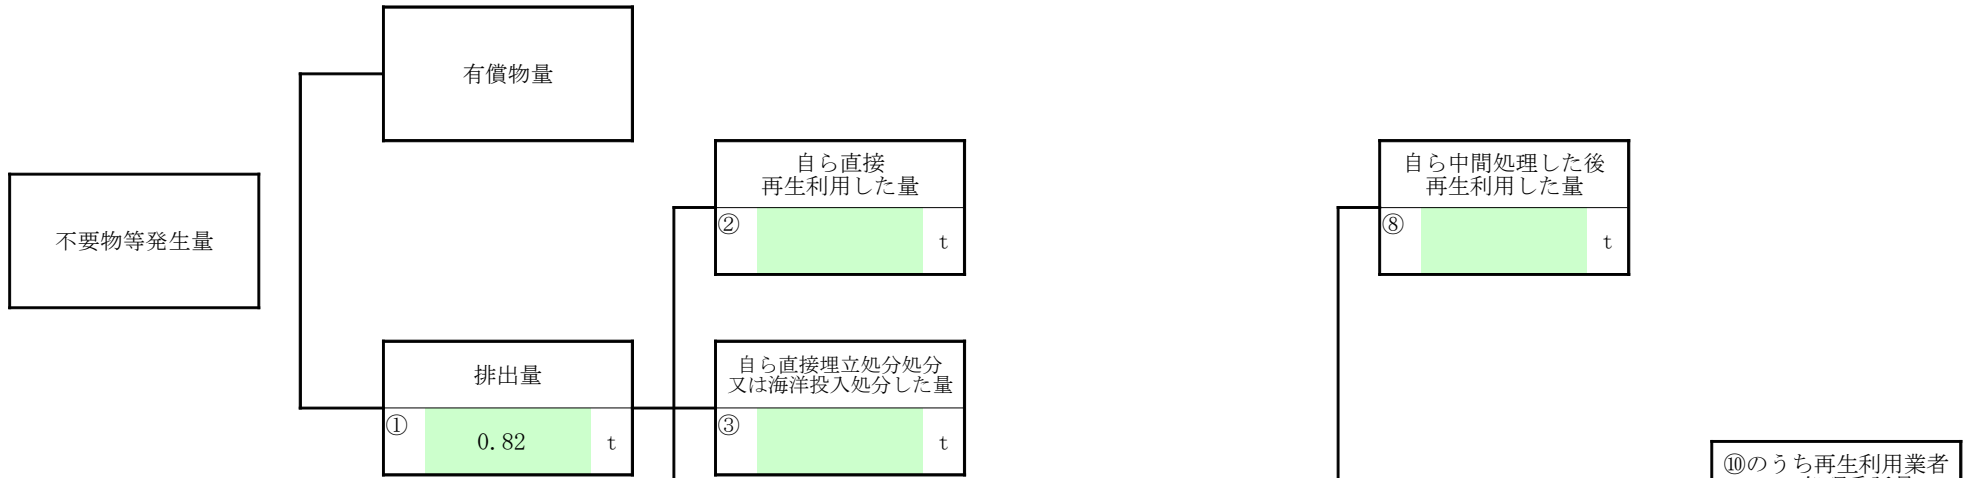 有償物量
自ら直接
再生利用した量
②
t
自ら中間処理した後
再生利用した量
⑧
t
不要物等発生量
排出量
①
0.82
t
自ら直接埋立処分処分
又は海洋投入処分した量
③
t
⑩のうち再生利用業者